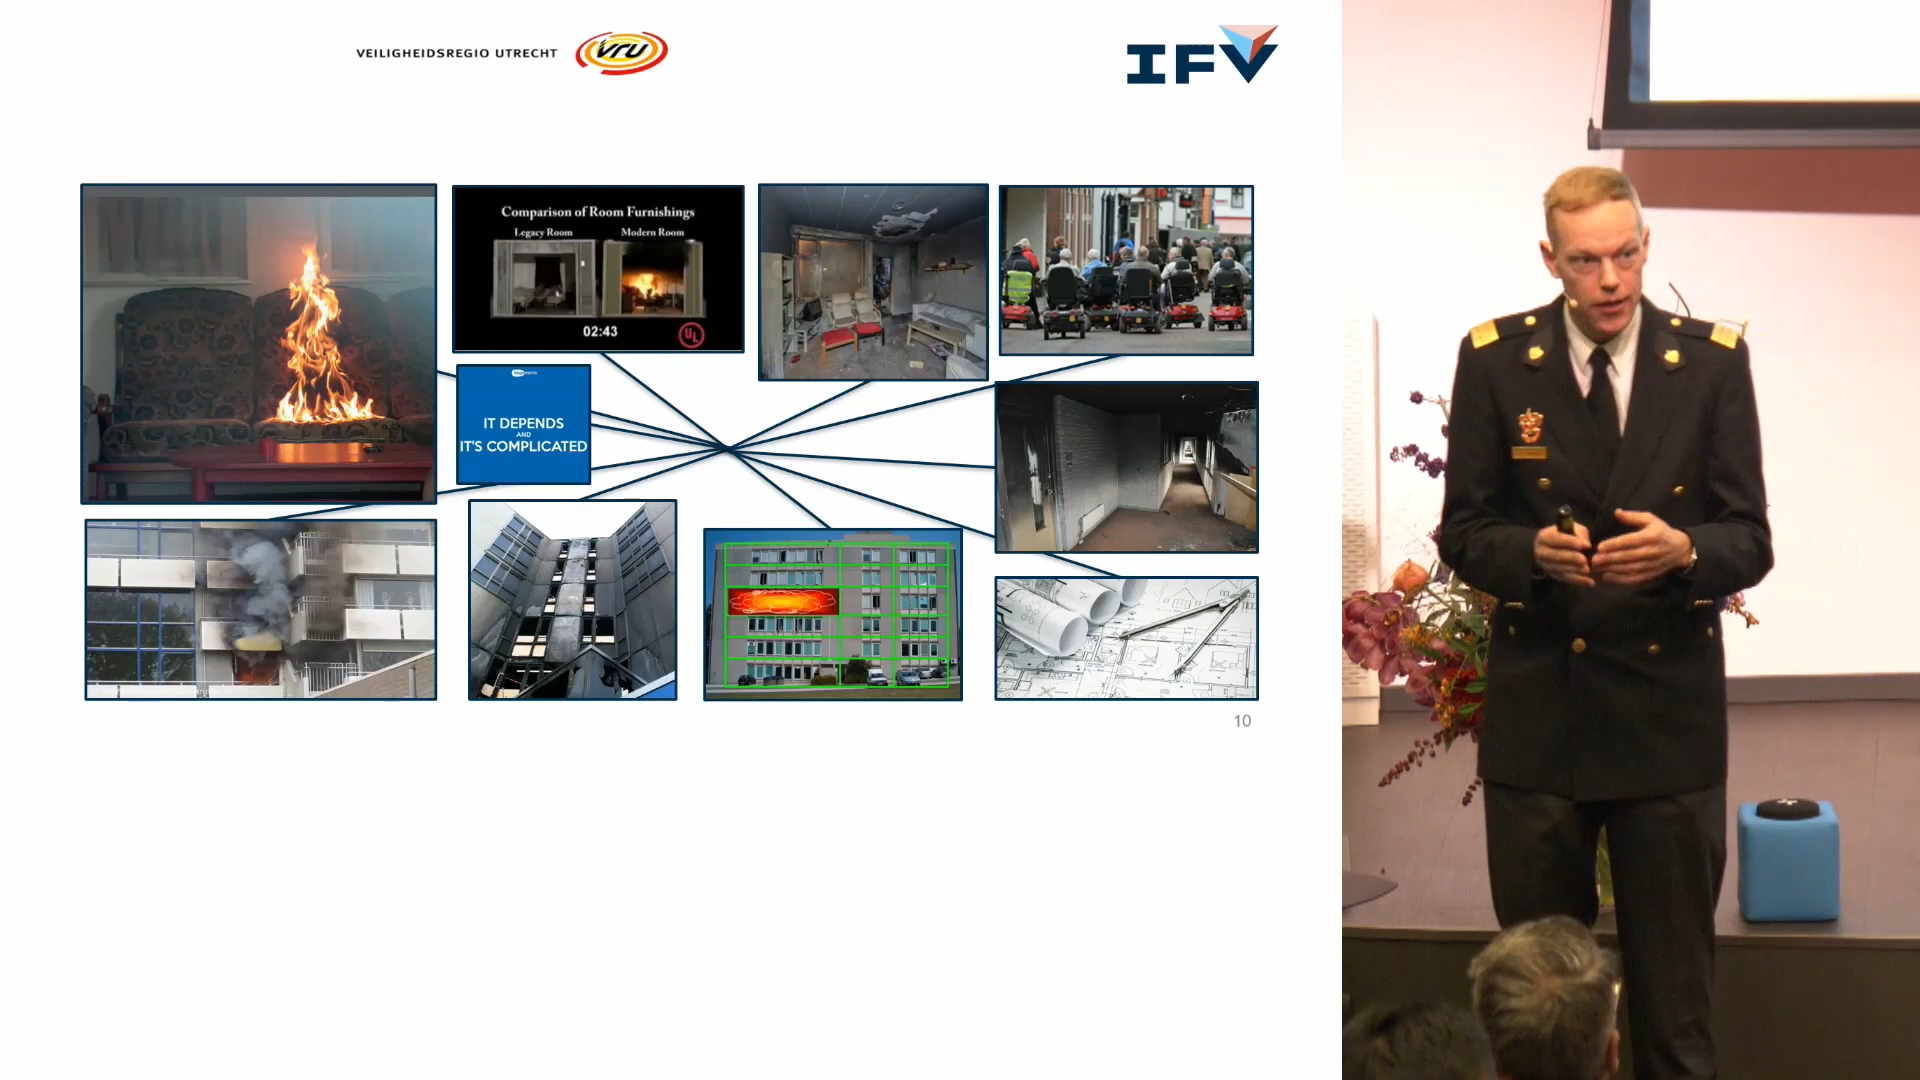 VEILIGHEIDSREGIO UTRECHT
vru
IFV
Comparison of Room Furnishings
Legacy Room
Modern Room
02:43
UL
IT DEPENDS
AND
IT'S COMPLICATED
10